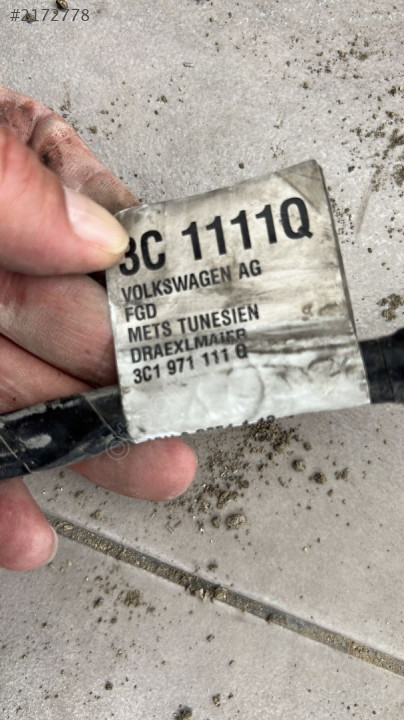 #2172778
3C 1111Q
VOLKSWAGEN AG
FGD
METS TUNESIEN
DRAEXLMAIER
3C1 971 111 Q